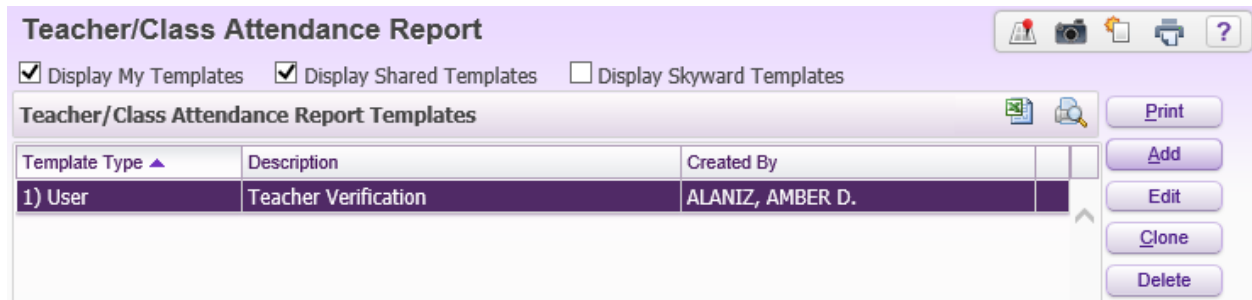 Teacher/Class Attendance Report
?
Display My Templates Display Shared Templates Display Skyward Templates
Teacher/Class Attendance Report Templates
Print
Template Type Description Created By
Add
1) User Teacher Verification ALANIZ, AMBER D.
Edit
Clone
Delete